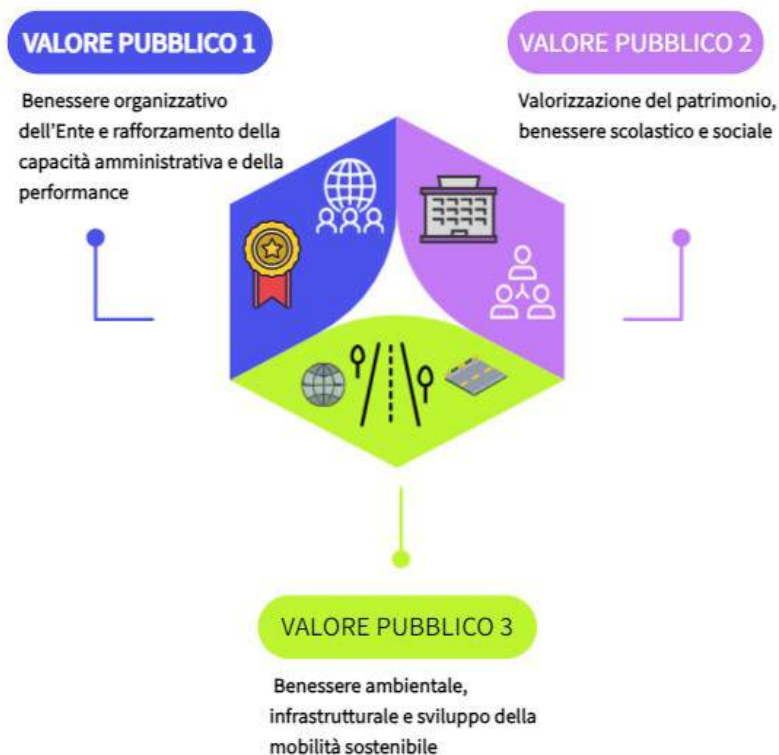 VALORE PUBBLICO 1
Benessere organizzativo
dell'Ente e rafforzamento della
capacità amministrativa e della
performance
VALORE PUBBLICO 2
Valorizzazione del patrimonio,
benessere scolastico e sociale
VALORE PUBBLICO 3
Benessere ambientale,
infrastrutturale e sviluppo della
mobilità sostenibile